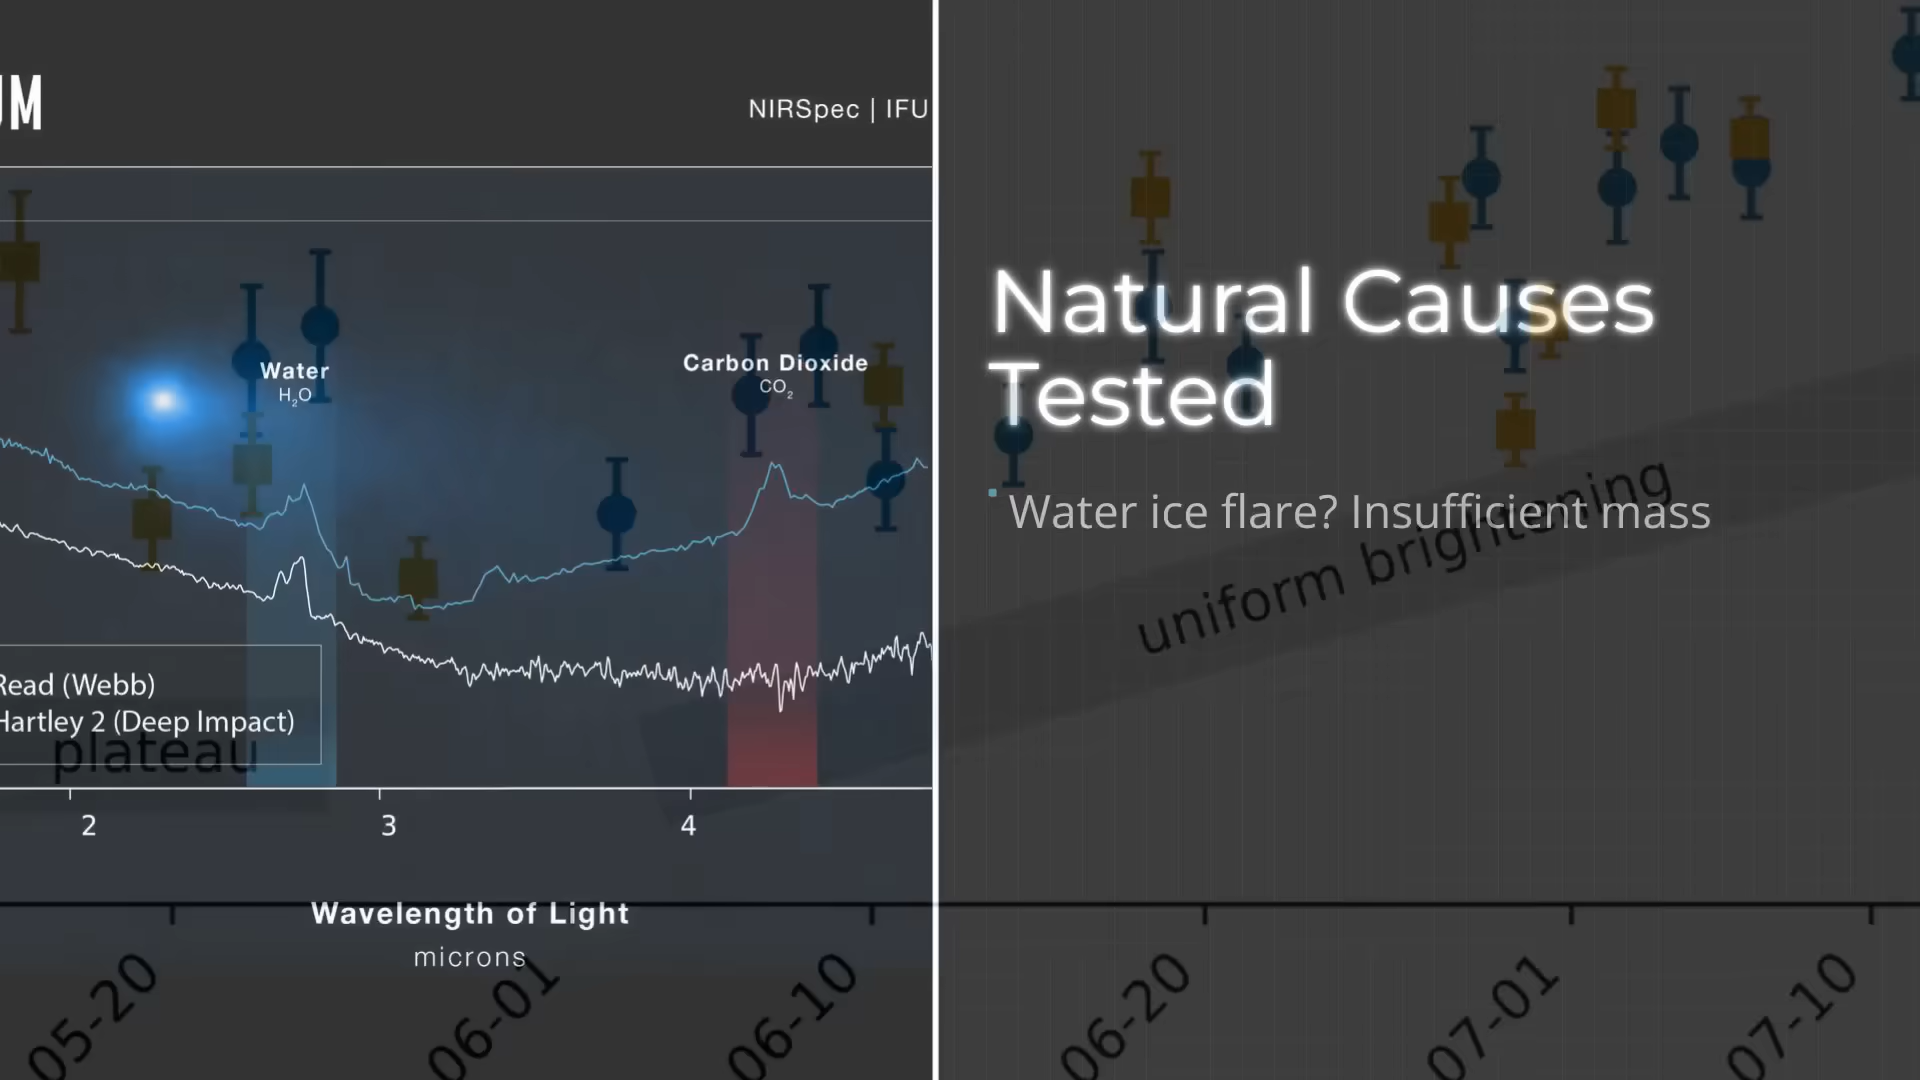 UM
NIRSpec | IFU
Water
H₂O
Carbon Dioxide
CO₂
Read (Webb)
Hartley 2 (Deep Impact)
plateau
2
3
4
Wavelength of Light
microns
05-20
06-01
06-10
Natural Causes
Tested
Water ice flare? Insufficient mass
uniform brightening
06-20
07-01
07-10